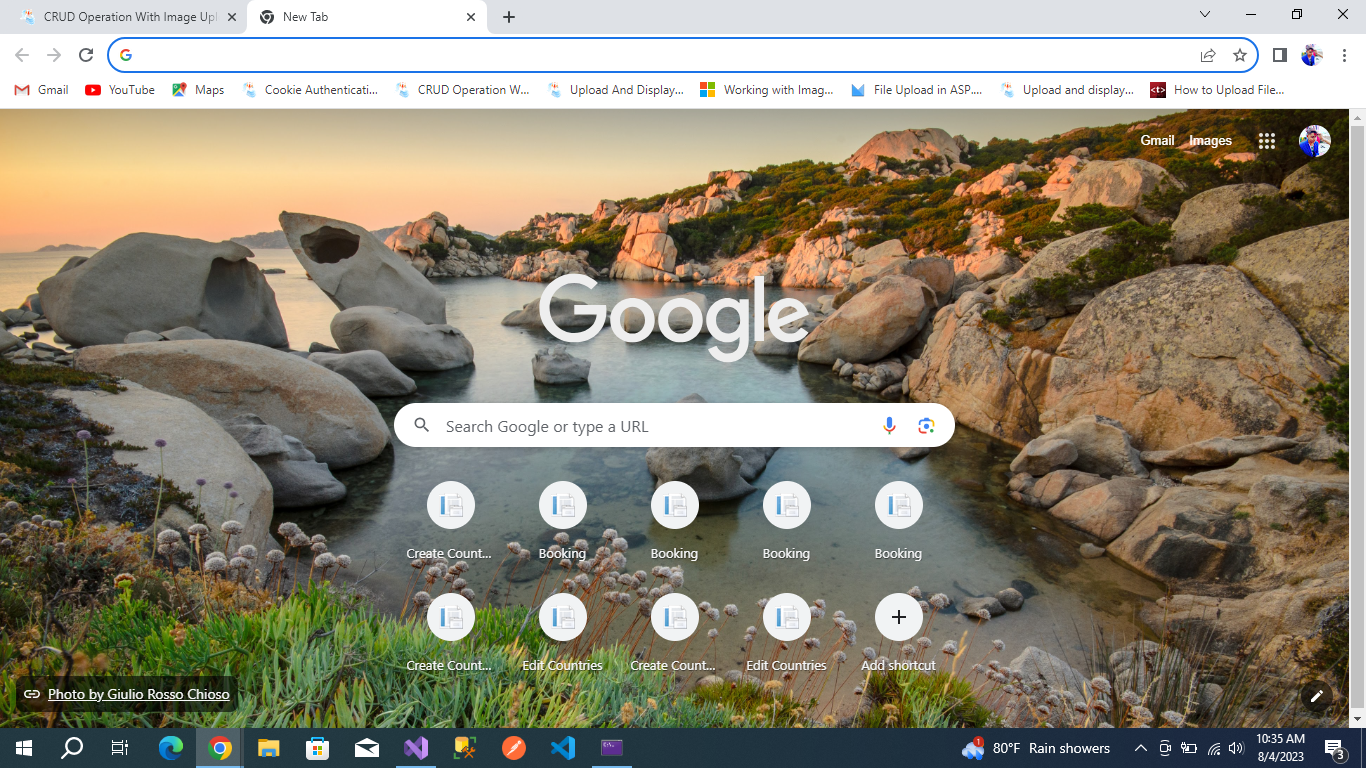 CRUD Operation With Image Upl
New Tab
Gmail
YouTube
Maps
Cookie Authenticati...
CRUD Operation W...
Upload And Display...
Working with Imag...
File Upload in ASP....
Upload and display...
<t>
How to Upload File...
Gmail
Images
Google
Search Google or type a URL
Create Count...
Booking
Booking
Booking
Booking
Create Count...
Edit Countries
Create Count...
Edit Countries
Add shortcut
Photo by Giulio Rosso Chioso
1
80°F Rain showers
10:35 AM
8/4/2023
3